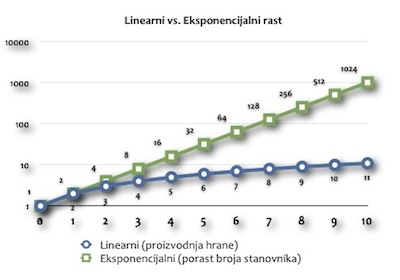 Linearni vs. Eksponencijalni rast
10000
1000
100
10
1
1 2 4 8 16 32 64 128 256 512 1024
2 3 4 5 6 7 8 9 10 11
0 1 2 3 4 5 6 7 8 9 10
Linearni (proizvodnja hrane)
Eksponencijalni (porast broja stanovnika)